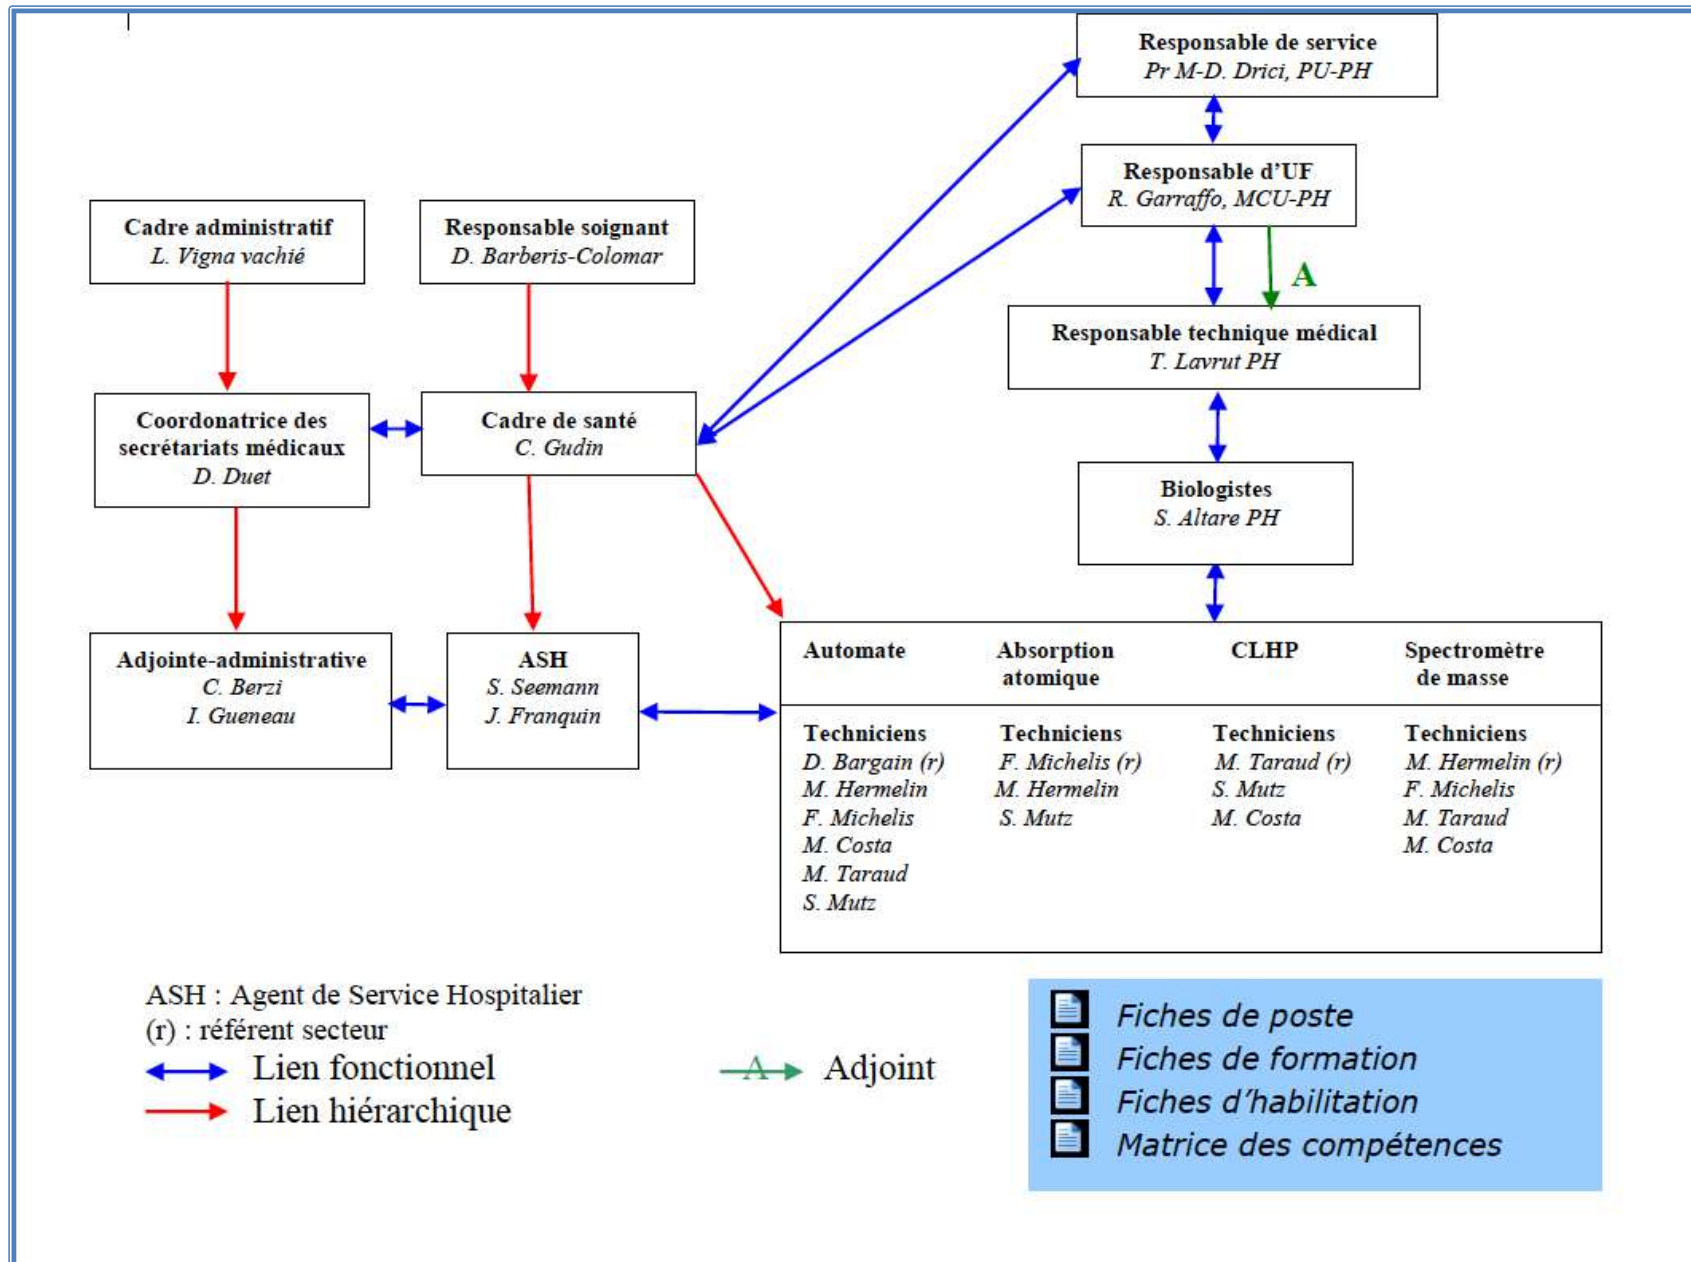 Responsable de service
Pr M-D. Drici, PU-PH
Responsable d'UF
R. Garraffo, MCU-PH
A
Cadre administratif
L. Vigna vachié
Responsable soignant
D. Barberis-Colomar
Responsable technique médical
T. Lavrut PH
Coordonatrice des
secrétariats médicaux
D. Duet
Cadre de santé
C. Gudin
Biologistes
S. Altare PH
Adjointe-administrative
C. Berzi
I. Gueneau
ASH
S. Seemann
J. Franquin
Automate
Absorption
atomique
CLHP
Spectromètre
de masse
Techniciens
D. Bargain (r)
M. Hermelin
F. Michelis
M. Costa
M. Taraud
S. Mutz
Techniciens
F. Michelis (r)
M. Hermelin
S. Mutz
Techniciens
M. Taraud (r)
S. Mutz
M. Costa
Techniciens
M. Hermelin (r)
F. Michelis
M. Taraud
M. Costa
ASH : Agent de Service Hospitalier
(r) : référent secteur
Lien fonctionnel
Lien hiérarchique
A Adjoint
Fiches de poste
Fiches de formation
Fiches d'habilitation
Matrice des compétences